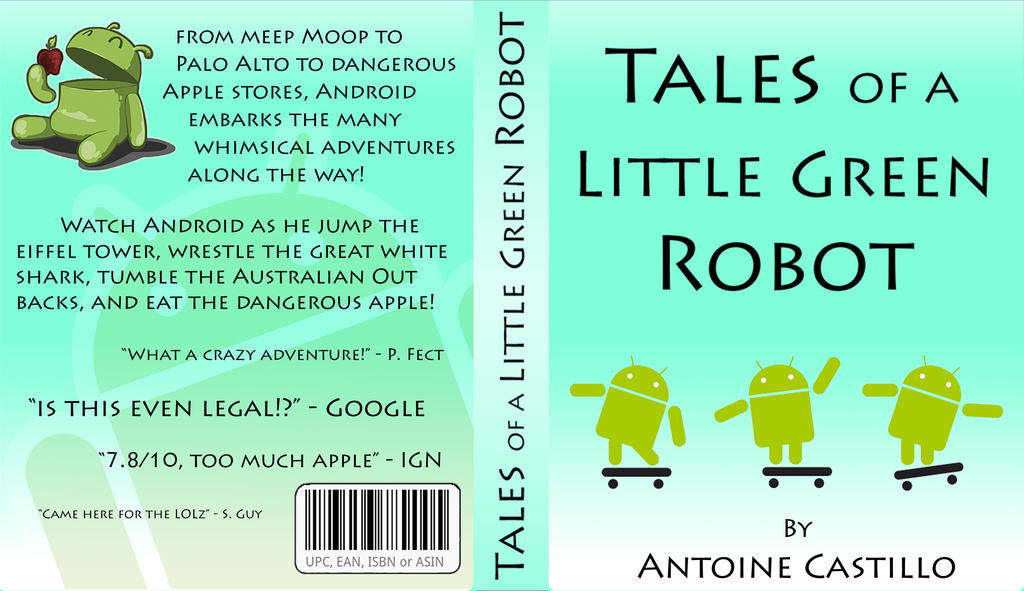 FROM MEEP MOOP TO
PALO ALTO TO DANGEROUS
APPLE STORES, ANDROID
EMBARKS THE MANY
WHIMSICAL ADVENTURES
ALONG THE WAY!
WATCH ANDROID AS HE JUMP THE
EIFFEL TOWER, WRESTLE THE GREAT WHITE
SHARK, TUMBLE THE AUSTRALIAN OUT
BACKS, AND EAT THE DANGEROUS APPLE!
"WHAT A CRAZY ADVENTURE!" - P. FECT
"IS THIS EVEN LEGAL!?" - GOOGLE
"7.8/10, TOO MUCH APPLE" - IGN
"CAME HERE FOR THE LOLZ" - S. GUY
UPC, EAN, ISBN or ASIN
TALES OF A LITTLE GREEN ROBOT
TALES OF A
LITTLE GREEN
ROBOT
BY
ANTOINE CASTILLO